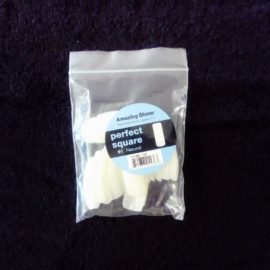 Amazing Shine
perfect
square
#1 Natural